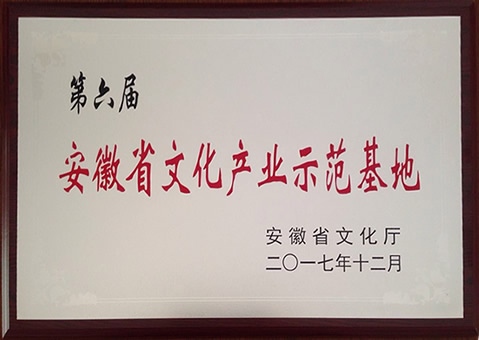 第六届
安徽省文化产业示范基地
安徽省文化厅
二〇一七年十二月